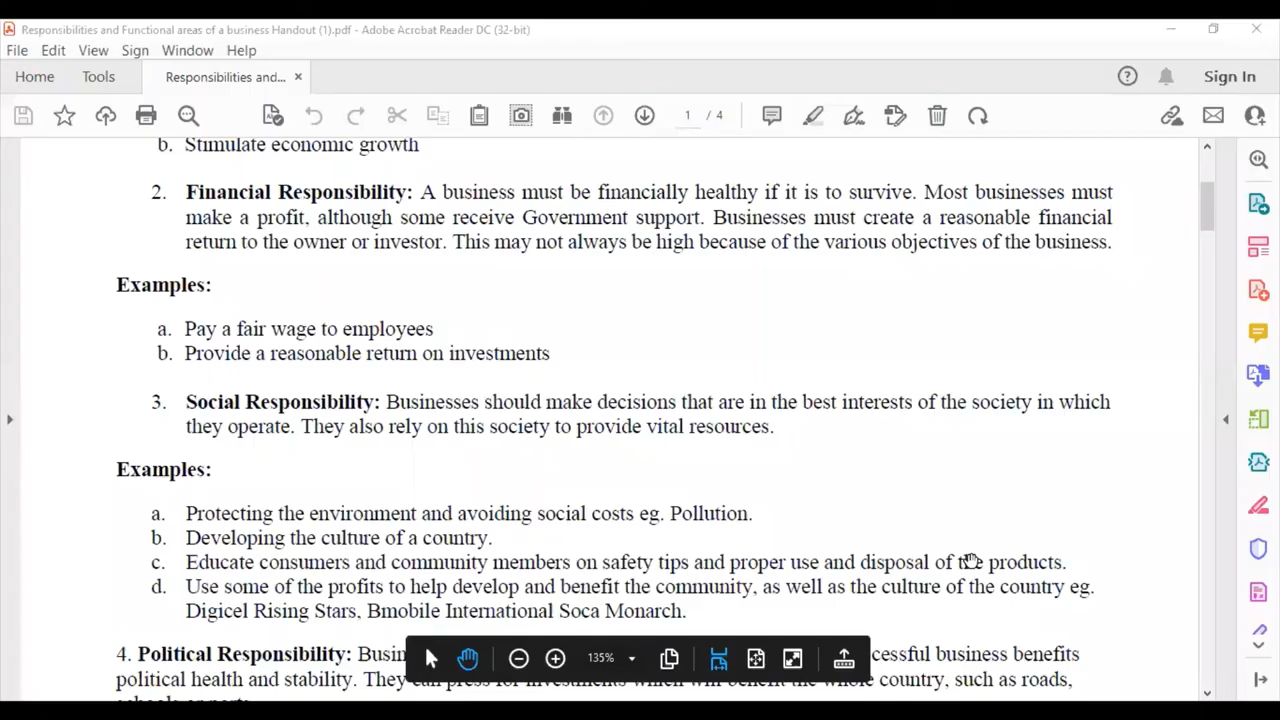 Responsibilities and Functional areas of a business Handout (1).pdf - Adobe Acrobat Reader DC (32-bit)
File Edit View Sign Window Help
Home Tools Responsibilities and... × Sign In
1 / 4
b. Stimulate economic growth
2. Financial Responsibility: A business must be financially healthy if it is to survive. Most businesses must
make a profit, although some receive Government support. Businesses must create a reasonable financial
return to the owner or investor. This may not always be high because of the various objectives of the business.
Examples:
a. Pay a fair wage to employees
b. Provide a reasonable return on investments
3. Social Responsibility: Businesses should make decisions that are in the best interests of the society in which
they operate. They also rely on this society to provide vital resources.
Examples:
a. Protecting the environment and avoiding social costs eg. Pollution.
b. Developing the culture of a country.
c. Educate consumers and community members on safety tips and proper use and disposal of the products.
d. Use some of the profits to help develop and benefit the community, as well as the culture of the country eg.
Digicel Rising Stars, Bmobile International Soca Monarch.
4. Political Responsibility: benefits
political health and stability. They can press for investments which will benefit the whole country, such as roads,
135%